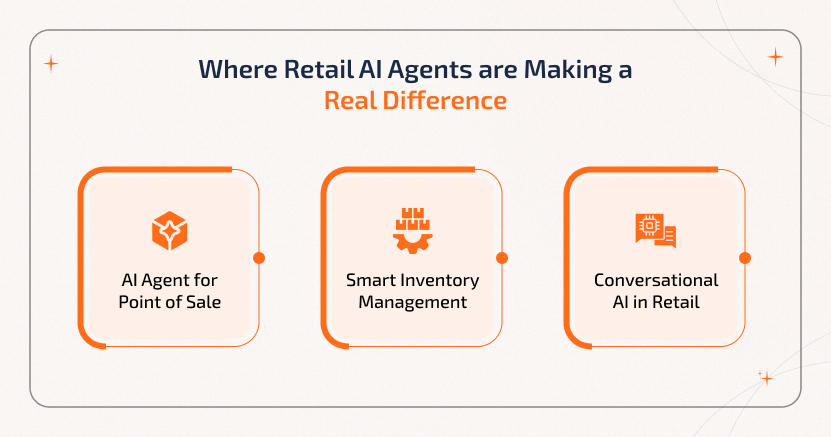 Where Retail AI Agents are Making a
Real Difference
AI Agent for
Point of Sale
Smart Inventory
Management
Conversational
AI in Retail